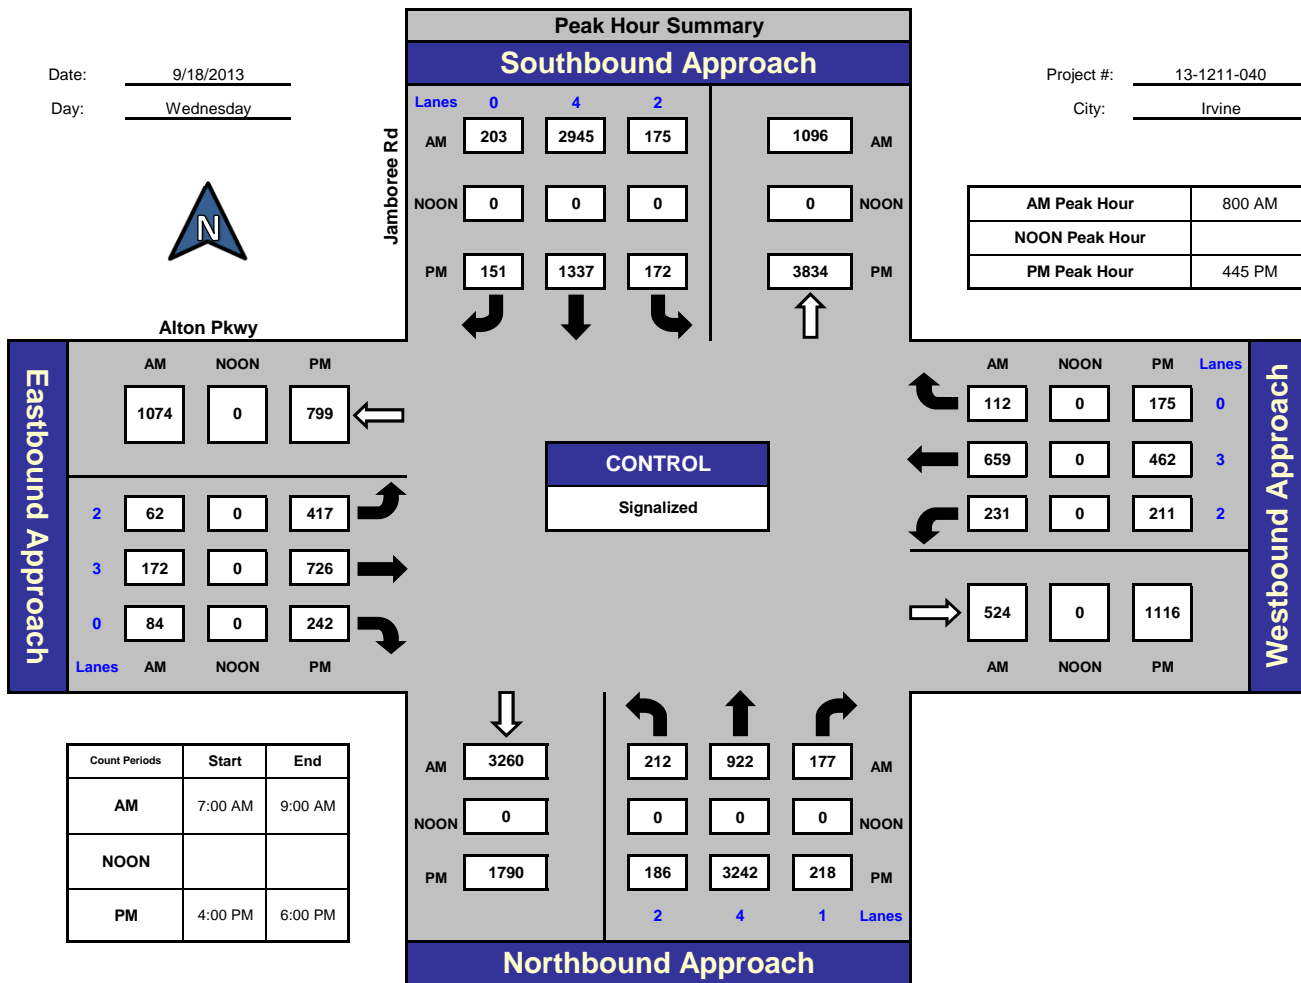 Peak Hour Summary
Southbound Approach
Date: 9/18/2013
Day: Wednesday
Project #: 13-1211-040
City: Irvine
Jamboree Rd
Lanes 0 4 2
AM 203 2945 175 1096 AM
NOON 0 0 0 0 NOON
PM 151 1337 172 3834 PM
N
AM Peak Hour 800 AM
NOON Peak Hour
PM Peak Hour 445 PM
Alton Pkwy
Eastbound Approach
AM NOON PM
1074 0 799
2 62 0 417
3 172 0 726
0 84 0 242
Lanes AM NOON PM
CONTROL
Signalized
AM NOON PM Lanes
112 0 175 0
659 0 462 3
231 0 211 2
524 0 1116
AM NOON PM
Westbound Approach
Count Periods Start End
AM 7:00 AM 9:00 AM
NOON
PM 4:00 PM 6:00 PM
AM 3260 212 922 177 AM
NOON 0 0 0 0 NOON
PM 1790 186 3242 218 PM
2 4 1 Lanes
Northbound Approach